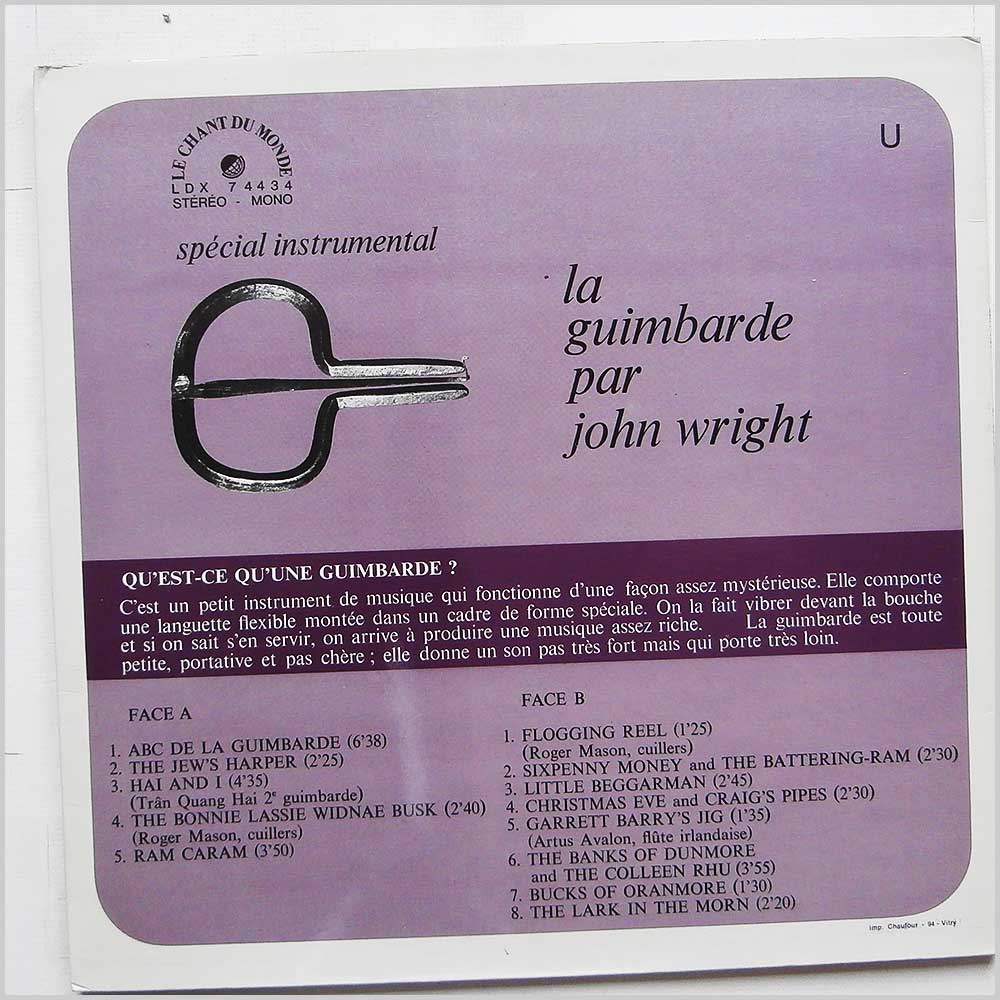 LE CHANT DU MONDE
LDX 74434
STÉRÉO - MONO
U
spécial instrumental
la
guimbarde
par
john wright
QU'EST-CE QU'UNE GUIMBARDE ?
C'est un petit instrument de musique qui fonctionne d'une façon assez mystérieuse. Elle comporte
une languette flexible montée dans un cadre de forme spéciale. On la fait vibrer devant la bouche
et si on sait s'en servir, on arrive à produire une musique assez riche. La guimbarde est toute
petite, portative et pas chère ; elle donne un son pas très fort mais qui porte très loin.
FACE A
1. ABC DE LA GUIMBARDE (6'38)
2. THE JEW'S HARPER (2'25)
3. HAI AND I (4'35)
(Trân Quang Hai 2e guimbarde)
4. THE BONNIE LASSIE WIDNAE BUSK (2'40)
(Roger Mason, cuillers)
5. RAM CARAM (3'50)
FACE B
1. FLOGGING REEL (1'25)
(Roger Mason, cuillers)
2. SIXPENNY MONEY and THE BATTERING-RAM (2'30)
3. LITTLE BEGGARMAN (2'45)
4. CHRISTMAS EVE and CRAIG'S PIPES (2'30)
5. GARRETT BARRY'S JIG (1'35)
(Artus Avalon, flûte irlandaise)
6. THE BANKS OF DUNMORE
and THE COLLEEN RHU (3'55)
7. BUCKS OF ORANMORE (1'30)
8. THE LARK IN THE MORN (2'20)
Imp. Chaufour - 94 - Vitry